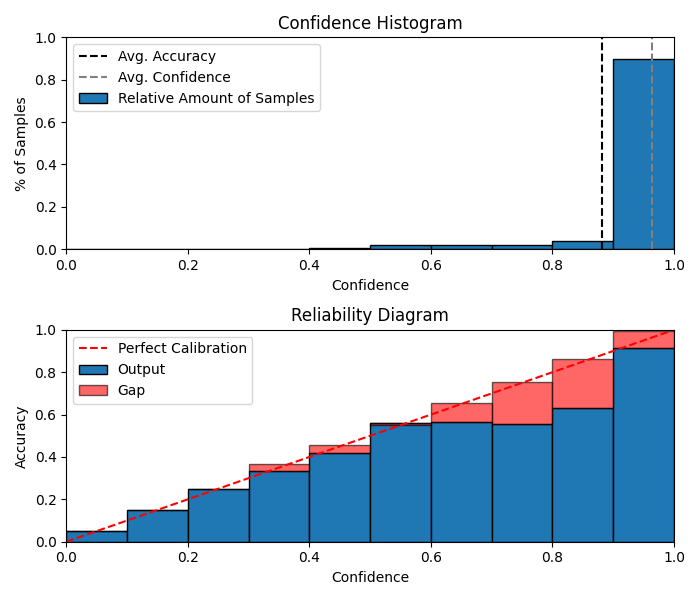 Confidence Histogram
1.0
0.8
0.6
0.4
0.2
0.0
% of Samples
Avg. Accuracy
Avg. Confidence
Relative Amount of Samples
0.0 0.2 0.4 0.6 0.8 1.0
Confidence
Reliability Diagram
1.0
0.8
0.6
0.4
0.2
0.0
Accuracy
Perfect Calibration
Output
Gap
0.0 0.2 0.4 0.6 0.8 1.0
Confidence